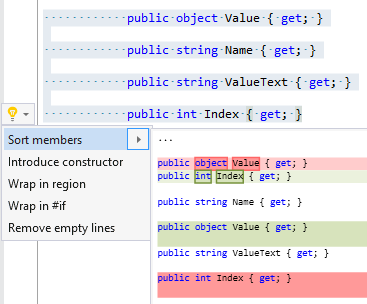 public object Value { get; }
public string Name { get; }
public string ValueText { get; }
public int Index { get; }
Sort members
Introduce constructor
Wrap in region
Wrap in #if
Remove empty lines
...
public object Value { get; }
public int Index { get; }
public string Name { get; }
public object Value { get; }
public string ValueText { get; }
public int Index { get; }